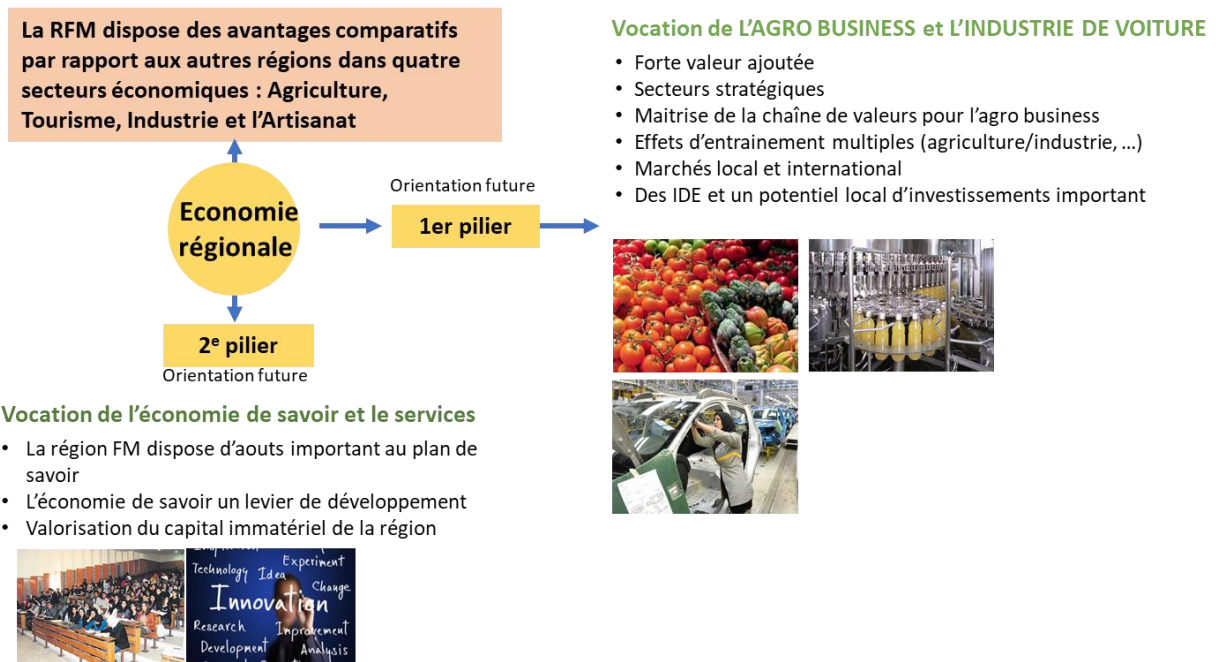 La RFM dispose des avantages comparatifs
par rapport aux autres régions dans quatre
secteurs économiques : Agriculture,
Tourisme, Industrie et l’Artisanat
Economie
régionale
Orientation future
1er pilier
Vocation de L’AGRO BUSINESS et L’INDUSTRIE DE VOITURE
• Forte valeur ajoutée
• Secteurs stratégiques
• Maitrise de la chaîne de valeurs pour l’agro business
• Effets d’entrainement multiples (agriculture/industrie, …)
• Marchés local et international
• Des IDE et un potentiel local d’investissements important
2e pilier
Orientation future
Vocation de l’économie de savoir et le services
• La région FM dispose d’aouts important au plan de
savoir
• L’économie de savoir un levier de développement
• Valorisation du capital immatériel de la région
Technology
Idea
Experiment
Change
Innovation
Research
Improvement
Development
Analysis